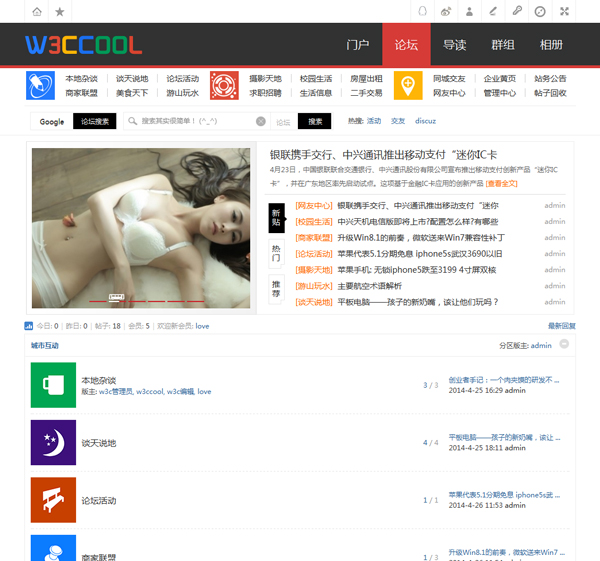 W3CCOOL
门户 论坛 导读 群组 相册
本地杂谈 谈天说地 论坛活动 摄影天地 校园生活 房屋出租 同城交友 企业黄页 站务公告
商家联盟 美食天下 游山玩水 求职招聘 生活信息 二手交易 网友中心 管理中心 帖子回收
Google 论坛搜索 搜索其实很简单！ (^_^) 论坛 搜索 热搜: 活动 交友 discuz
银联携手交行、中兴通讯推出移动支付“迷你IC卡
4月23日，中国银联联合交通银行、中兴通讯股份有限公司宣布推出移动支付创新产品“迷你IC
卡”，并在广东地区率先启动试点。这项基于金融IC卡应用的创新产品 [查看全文]
新贴
热门
推荐
[网友中心] 银联携手交行、中兴通讯推出移动支付“迷你 admin
[校园生活] 中兴天机电信版即将上市?配置怎么样?有哪些 admin
[商家联盟] 升级Win8.1的前奏，微软送来Win7兼容性补丁 admin
[论坛活动] 苹果代表5.1分期免息 iphone5s武汉3690以旧 admin
[摄影天地] 苹果手机: 无锁iphone5跌至3199 4寸屏双核 admin
[游山玩水] 主要航空术语解析 admin
[谈天说地] 平板电脑——孩子的新奶嘴，该让他们玩吗？ admin
今日: 0 | 昨日: 0 | 帖子: 18 | 会员: 5 | 欢迎新会员: love 最新回复
城市互动 分区版主: admin
本地杂谈
版主: w3c管理员, w3ccool, w3c编辑, love
3 / 3
创业者手记：一个肉夹馍的研发不 ...
2014-4-25 16:29 admin
谈天说地
4 / 4
平板电脑——孩子的新奶嘴，该让 ...
2014-4-25 18:11 admin
论坛活动
1 / 1
苹果代表5.1分期免息 iphone5s武 ...
2014-4-26 11:53 admin
商家联盟
1 / 3
升级Win8.1的前奏，微软送来Win7 ...